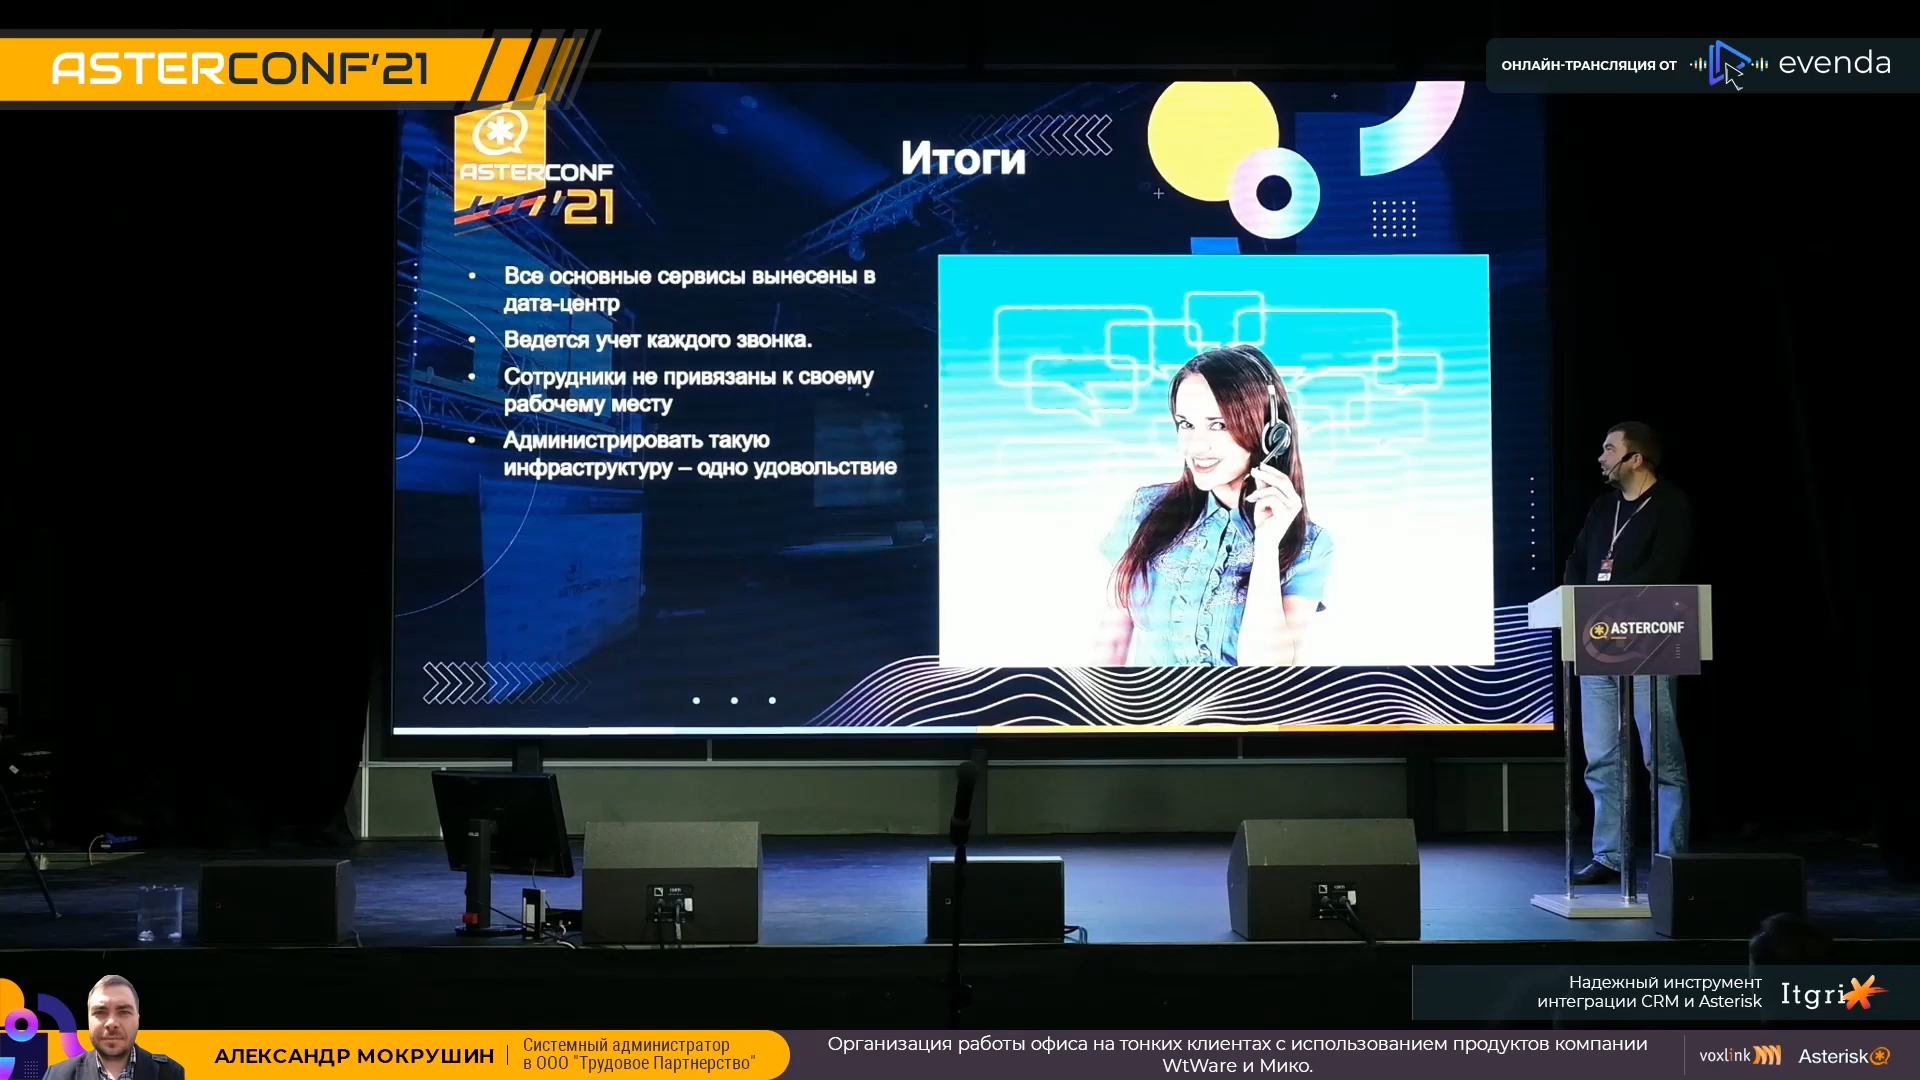 ASTERCONF'21
ОНЛАЙН-ТРАНСЛЯЦИЯ ОТ
evenda
ASTERCONF
'21
Итоги
• Все основные сервисы вынесены в
дата-центр
• Ведется учет каждого звонка.
• Сотрудники не привязаны к своему
рабочему месту
• Администрировать такую
инфраструктуру – одно удовольствие
ASTERCONF
Надежный инструмент
интеграции CRM и Asterisk
Itgrix
АЛЕКСАНДР МОКРУШИН
Системный администратор
в ООО "Трудовое Партнерство"
Организация работы офиса на тонких клиентах с использованием продуктов компании
WtWare и Мико.
voxlink
Asterisk